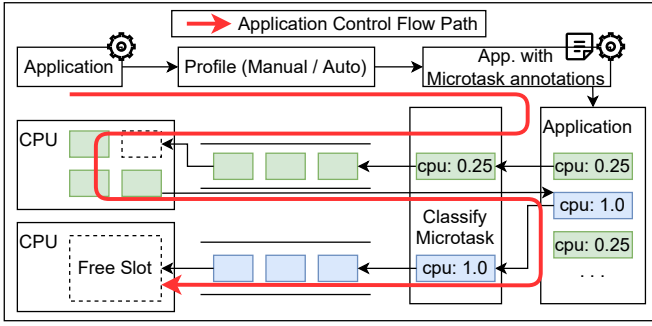 Application Control Flow Path
Application
Profile (Manual / Auto)
App. with
Microtask annotations
CPU
Application
cpu: 0.25
cpu: 0.25
cpu: 1.0
CPU
Classify
Microtask
cpu: 0.25
Free Slot
cpu: 1.0
. . .